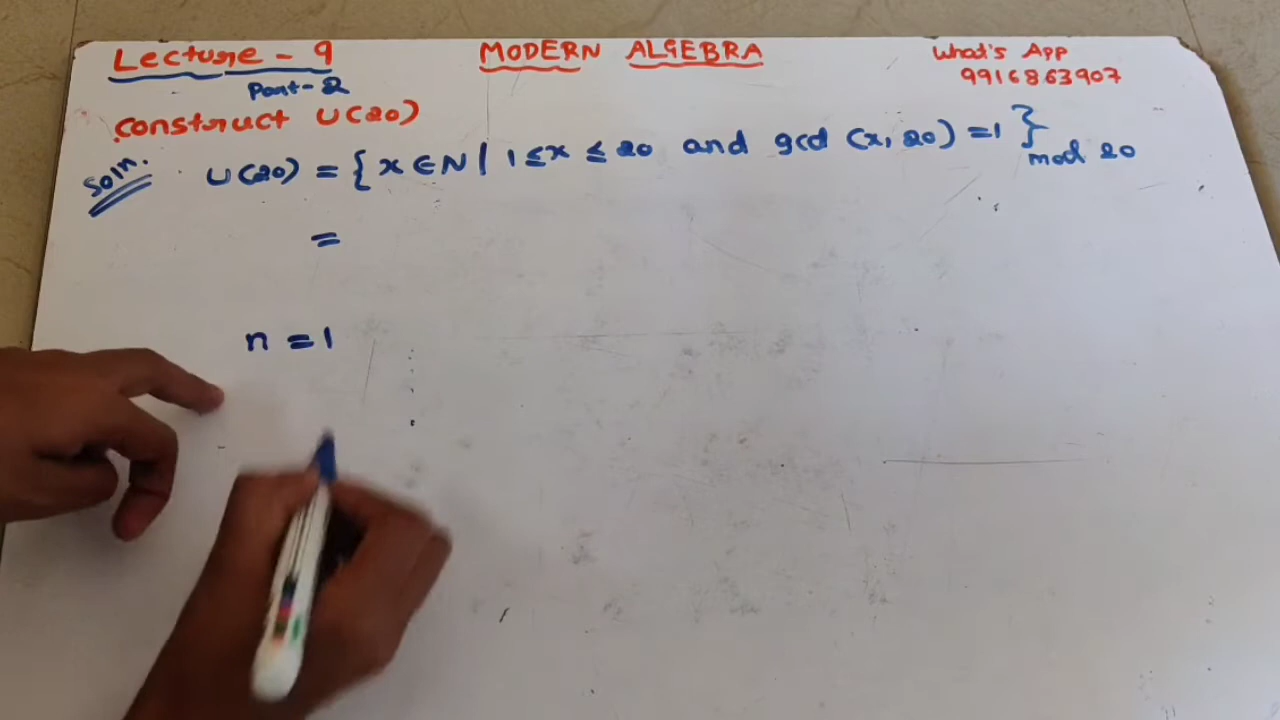 Lecture - 9 MODERN ALGEBRA What's App
Part-2 9916863907
construct U(20)
Soln. U(20) = { x ∈ N | 1 ≤ x ≤ 20 and gcd (x, 20) = 1 } mod 20
=
n = 1